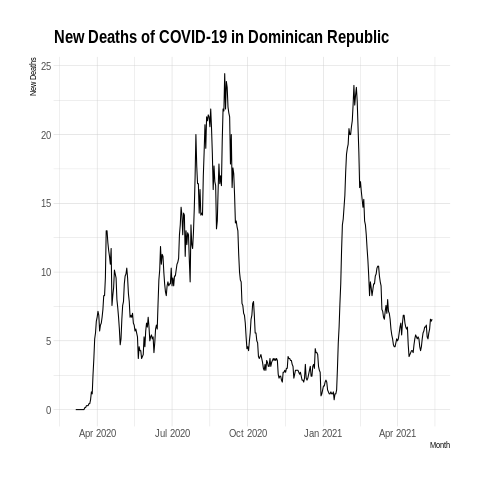 New Deaths of COVID-19 in Dominican Republic
New Deaths
25
20
15
10
5
0
Apr 2020
Jul 2020
Oct 2020
Jan 2021
Apr 2021
Month